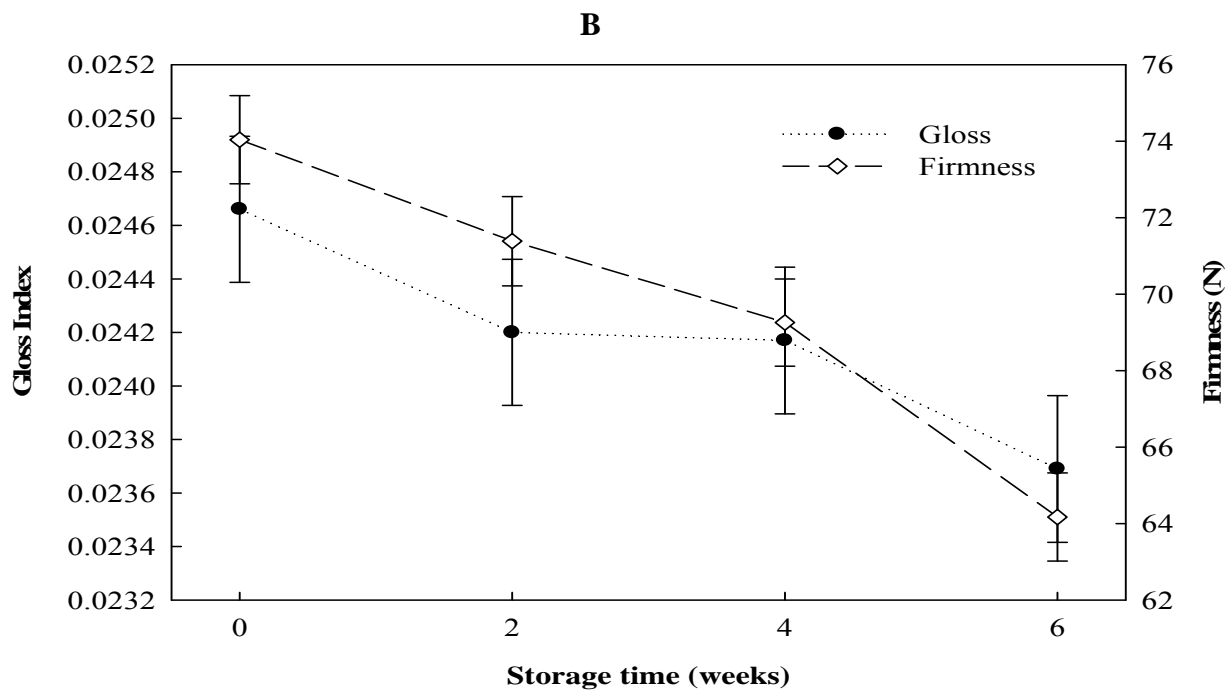 B
0.0252
0.0250
0.0248
0.0246
0.0244
0.0242
0.0240
0.0238
0.0236
0.0234
0.0232
Gloss Index
76
74
72
70
68
66
64
62
Firmness (N)
Gloss
Firmness
0 2 4 6
Storage time (weeks)